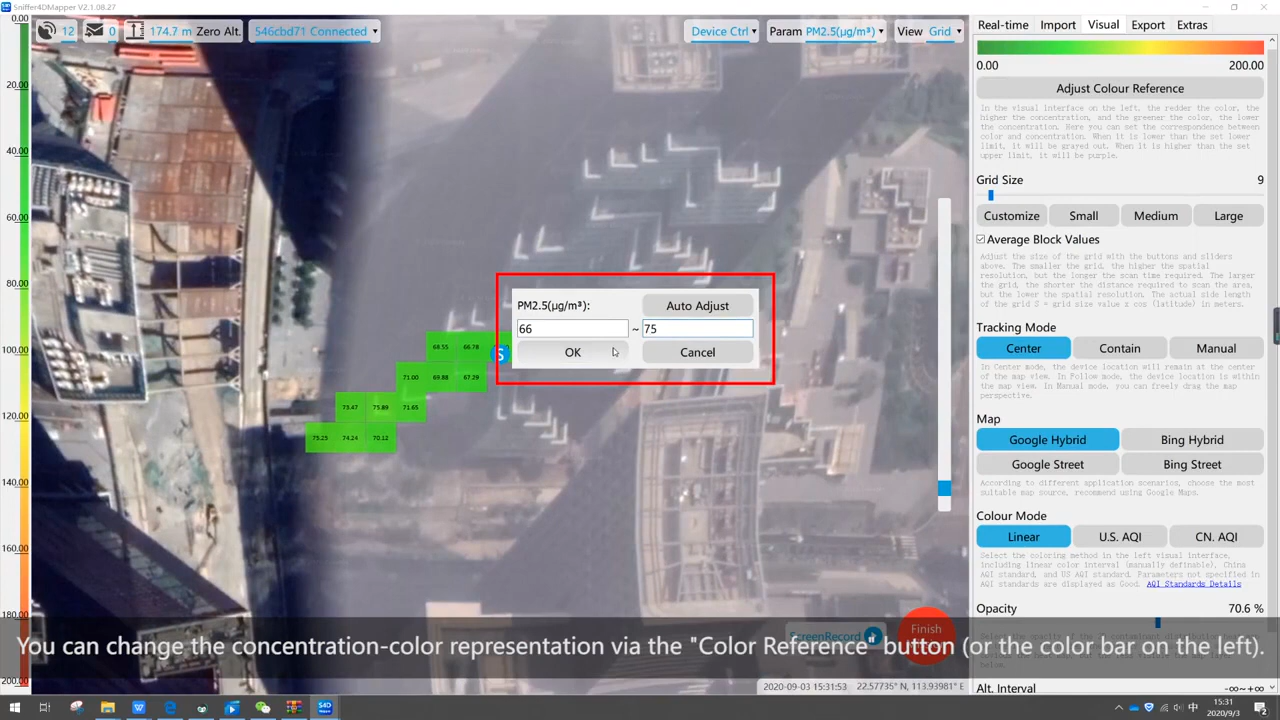 Sniffer4DMapper V2.1.08.27
12
0
174.7 m Zero Alt.
546cbd71 Connected
Device Ctrl
Param PM2.5(μg/m³)
View Grid
Real-time
Import
Visual
Export
Extras
0.00
20.00
40.00
60.00
80.00
100.00
120.00
140.00
160.00
180.00
200.00
0.00
200.00
Adjust Colour Reference
In the visual interface on the left, the redder the color, the
higher the concentration, and the greener the color, the lower
the concentration. Here you can set the correspondence between
color and concentration. When it is lower than the set lower
limit, it will be grayed out. When it is higher than the set
upper limit, it will be purple.
Grid Size
9
Customize
Small
Medium
Large
Average Block Values
Adjust the size of the grid with the buttons and sliders
above. The smaller the grid, the higher the spatial
resolution, but the longer the scan time required. The larger
the grid, the shorter the distance required to scan the area,
but the lower the spatial resolution. The actual side length
of the grid S = grid size value x cos (latitude) in meters.
Tracking Mode
Center
Contain
Manual
In Center mode, the device location will remain at the center
of the map view. In Follow mode, the device location is within
the map view. In Manual mode, you can freely drag the map
perspective.
Map
Google Hybrid
Bing Hybrid
Google Street
Bing Street
According to different application scenarios, choose the most
suitable map source, recommend using Google Maps.
Colour Mode
Linear
U.S. AQI
CN. AQI
Select the coloring method in the left visual interface,
including linear color interval (manually definable), China
AQI standard, and US AQI standard. Parameters not specified in
AQI standards are displayed as Good.
AQI Standards Details
Opacity
70.6 %
below.
Alt. Interval
-∞~+∞
PM2.5(μg/m³):
Auto Adjust
66
~
75
OK
Cancel
68.55
66.78
S
71.00
69.88
67.29
73.47
75.89
71.65
75.25
74.24
70.12
ScreenRecord
Finish
You can change the concentration-color representation via the "Color Reference" button (or the color bar on the left).
2020-09-03 15:31:53
22.57735° N, 113.93981° E
S4D
中
15:31
2020/9/3
2